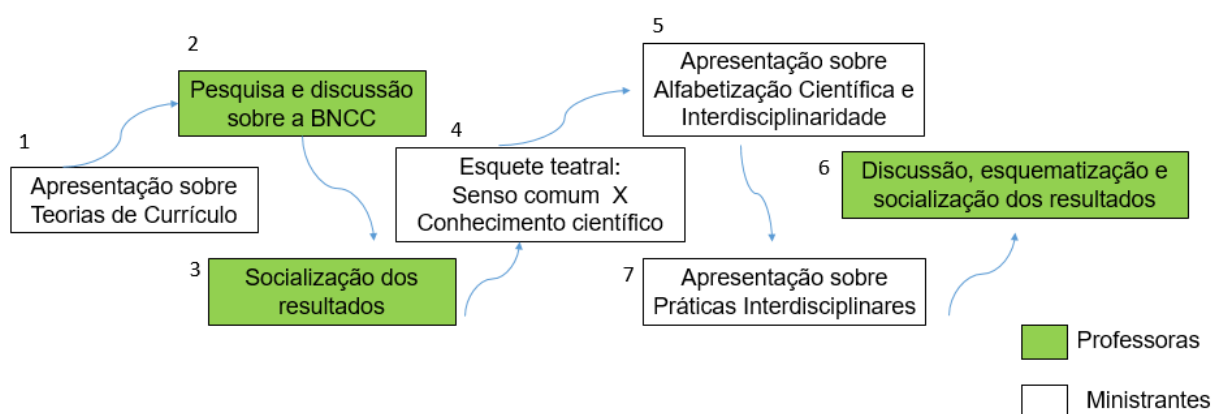 1
Apresentação sobre
Teorias de Currículo
2
Pesquisa e discussão
sobre a BNCC
3
Socialização dos
resultados
4
Esquete teatral:
Senso comum X
Conhecimento científico
5
Apresentação sobre
Alfabetização Científica e
Interdisciplinaridade
7
Apresentação sobre
Práticas Interdisciplinares
6
Discussão, esquematização e
socialização dos resultados
Professoras
Ministrantes